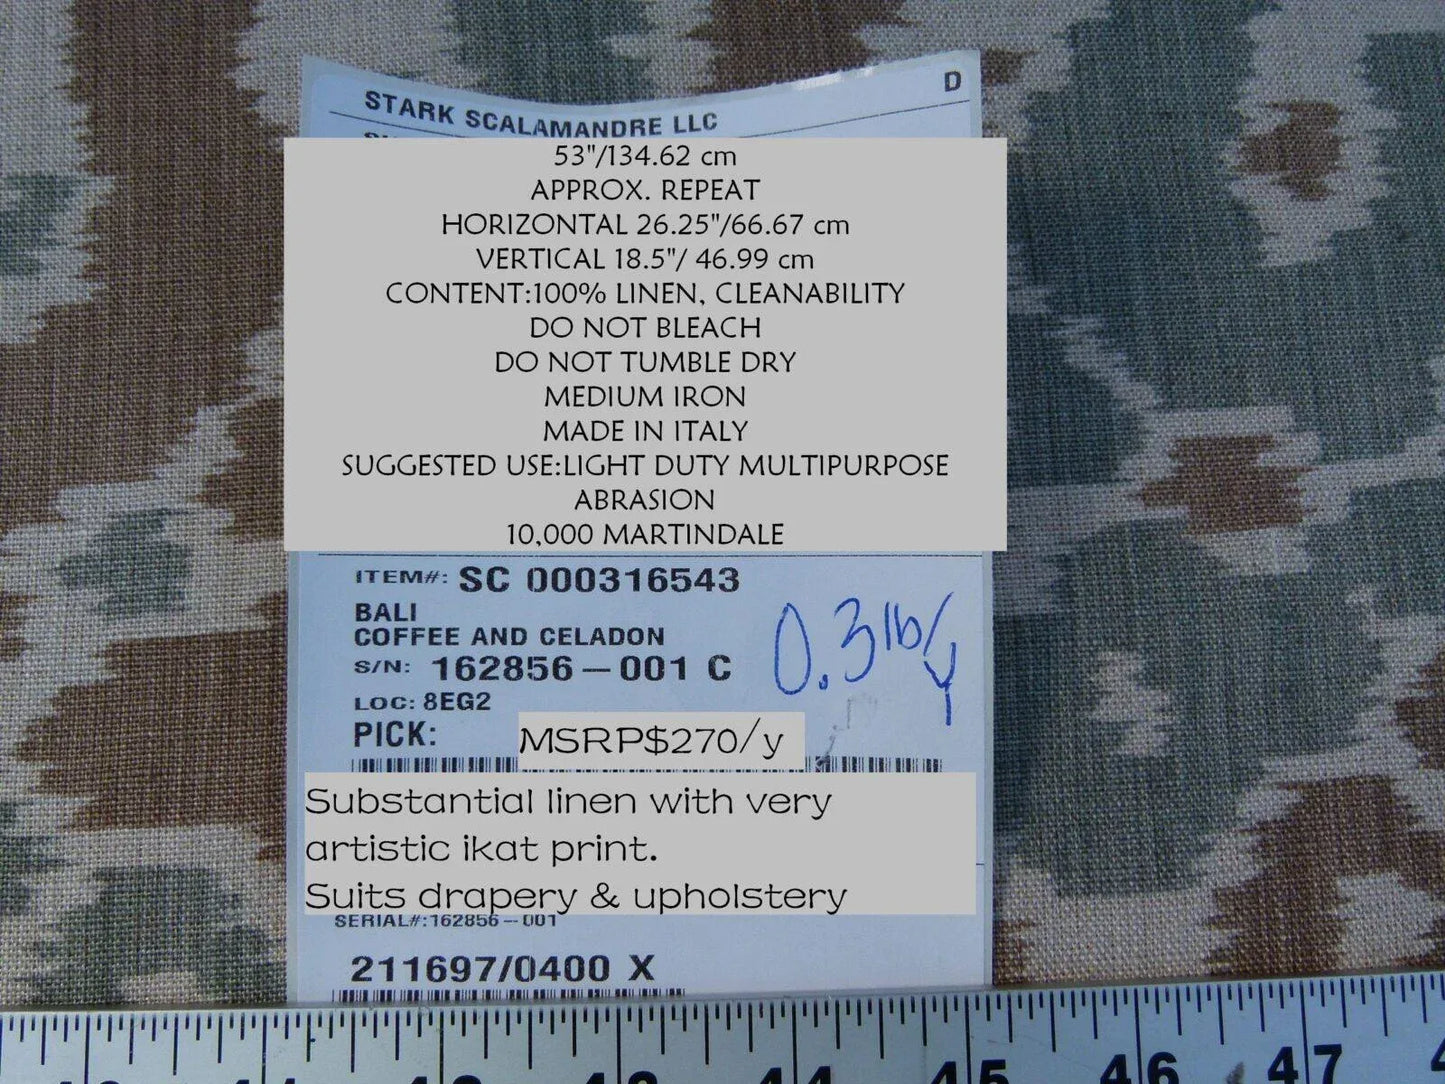 D
STARK SCALAMANDRE LLC
53"/134.62 cm
APPROX. REPEAT
HORIZONTAL 26.25"/66.67 cm
VERTICAL 18.5"/ 46.99 cm
CONTENT:100% LINEN, CLEANABILITY
DO NOT BLEACH
DO NOT TUMBLE DRY
MEDIUM IRON
MADE IN ITALY
SUGGESTED USE:LIGHT DUTY MULTIPURPOSE
ABRASION
10,000 MARTINDALE
ITEM#: SC 000316543
BALI
COFFEE AND CELADON
S/N: 162856-001 C
0.3lb/y
LOC: 8EG2
PICK:
MSRP$270/y
Substantial linen with very
artistic ikat print.
Suits drapery & upholstery
SERIAL#:162856-001
211697/0400 X
45 46 47